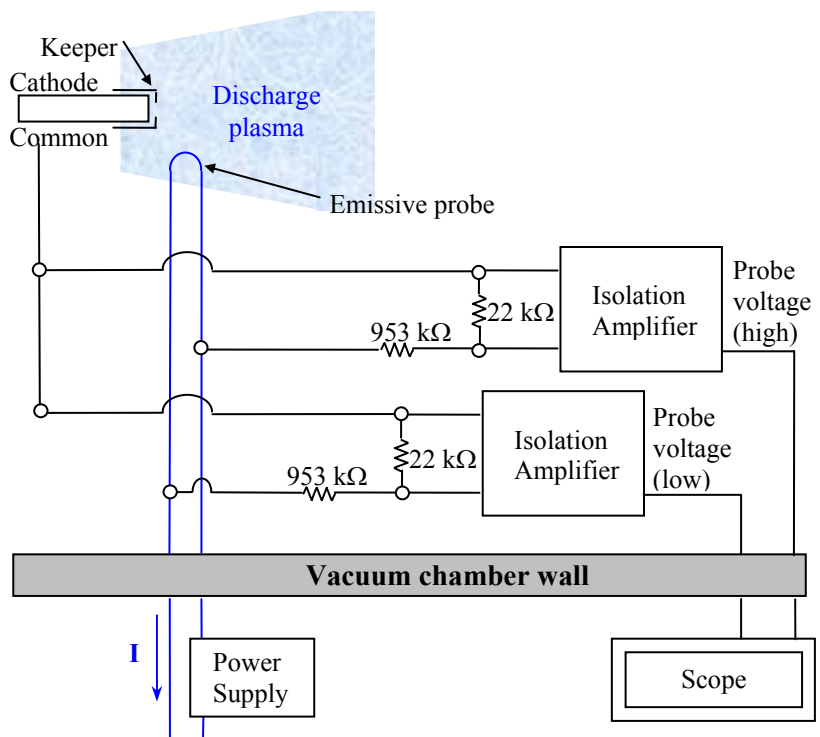 Keeper
Cathode
Common
Discharge
plasma
Emissive probe
22 kΩ
953 kΩ
Isolation
Amplifier
Probe
voltage
(high)
22 kΩ
953 kΩ
Isolation
Amplifier
Probe
voltage
(low)
Vacuum chamber wall
I
Power
Supply
Scope